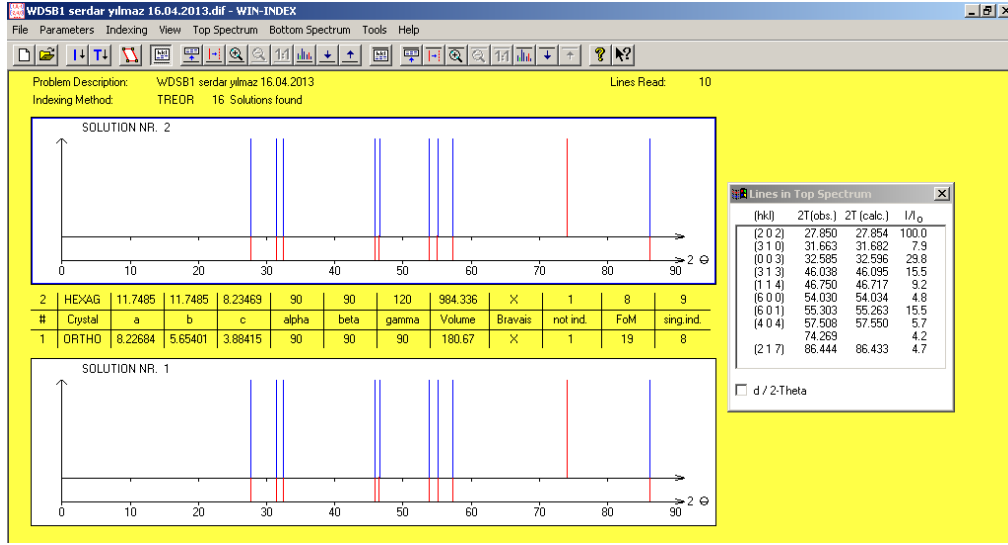 WDSB1 serdar yılmaz 16.04.2013.dif - WIN-INDEX
File Parameters Indexing View Top Spectrum Bottom Spectrum Tools Help
Problem Description: WDSB1 serdar yılmaz 16.04.2013 Lines Read: 10
Indexing Method: TREOR 16 Solutions found
SOLUTION NR. 2
2 Θ
0 10 20 30 40 50 60 70 80 90
2 HEXAG 11.7485 11.7485 8.23469 90 90 120 984.336 X 1 8 9
# Crystal a b c alpha beta gamma Volume Bravais not ind. FoM sing.ind.
1 ORTHO 8.22684 5.65401 3.88415 90 90 90 180.67 X 1 19 8
SOLUTION NR. 1
2 Θ
0 10 20 30 40 50 60 70 80 90
Lines in Top Spectrum
(hkl) 2T(obs.) 2T (calc.) I/Io
(2 0 2) 27.850 27.854 100.0
(3 1 0) 31.663 31.682 7.9
(0 0 3) 32.585 32.596 29.8
(3 1 3) 46.038 46.095 15.5
(1 1 4) 46.750 46.717 9.2
(6 0 0) 54.030 54.034 4.8
(6 0 1) 55.303 55.263 15.5
(4 0 4) 57.508 57.550 5.7
74.269 4.2
(2 1 7) 86.444 86.433 4.7
d / 2-Theta